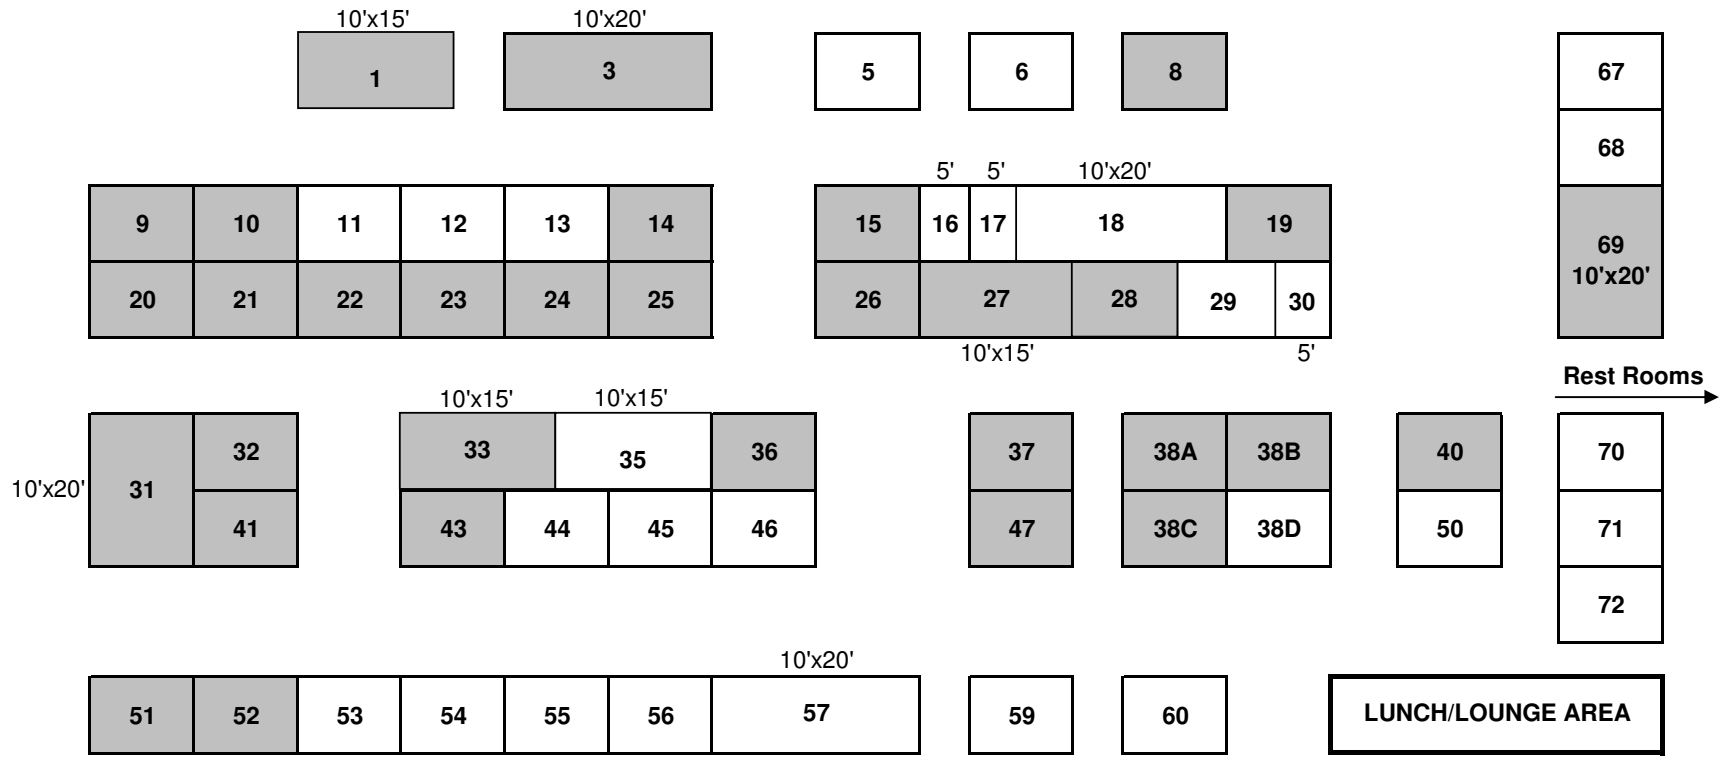 10'x15' 10'x20'
1 3 5 6 8 67
68
5' 5' 10'x20'
9 10 11 12 13 14 15 16 17 18 19 69
10'x20'
20 21 22 23 24 25 26 27 28 29 30
10'x15' 5'
Rest Rooms
10'x15' 10'x15'
32 33 35 36 37 38A 38B 40 70
10'x20' 31
41 43 44 45 46 47 38C 38D 50 71
72
10'x20'
51 52 53 54 55 56 57 59 60 LUNCH/LOUNGE AREA